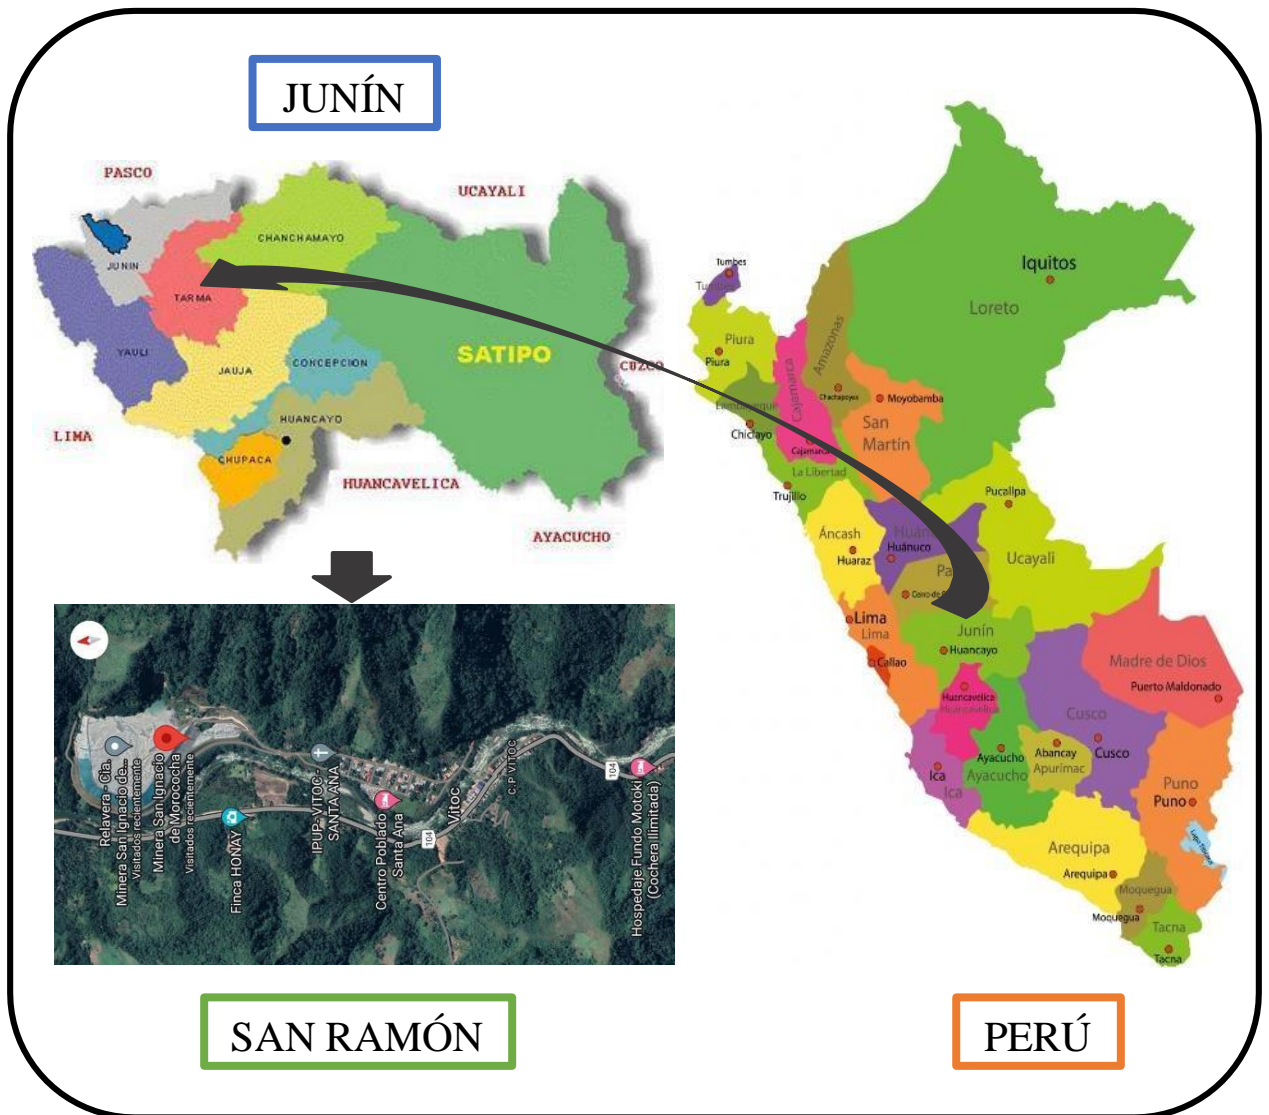 JUNÍN
PASCO
UCAYALI
CHANCHAMAYO
JUNIN
TARMA
YAULI
JAUJA
CONCEPCION
SATIPO
CUZCO
LIMA
HUANCAYO
CHUPACA
HUANCAVELICA
AYACUCHO
Relavera - Cia.
Minera San Ignacio de...
Visitados recientemente
Minera San Ignacio
de Morococha
Visitados recientemente
Finca HONAY
IPUP - VITOC -
SANTA ANA
Centro Poblado
Santa Ana
104
Vitoc
C.P VITOC
104
Hospedaje Fundo Motoki
(Cochera Ilimitada)
SAN RAMÓN
Tumbes
Tumbes
Iquitos
Loreto
Piura
Piura
Amazonas
Cajamarca
Chachapoyas
Moyobamba
Lambayeque
Chiclayo
San
Martín
Cajamarca
La Libertad
Trujillo
Pucallpa
Áncash
Huaraz
Huánuco
Ucayali
Lima
Lima
Callao
Junín
Huancayo
Madre de Dios
Puerto Maldonado
Huancavelica
Huancavelica
Cusco
Cusco
Ayacucho
Ayacucho
Abancay
Apurímac
Ica
Ica
Puno
Puno
Arequipa
Arequipa
Moquegua
Moquegua
Tacna
Tacna
PERÚ